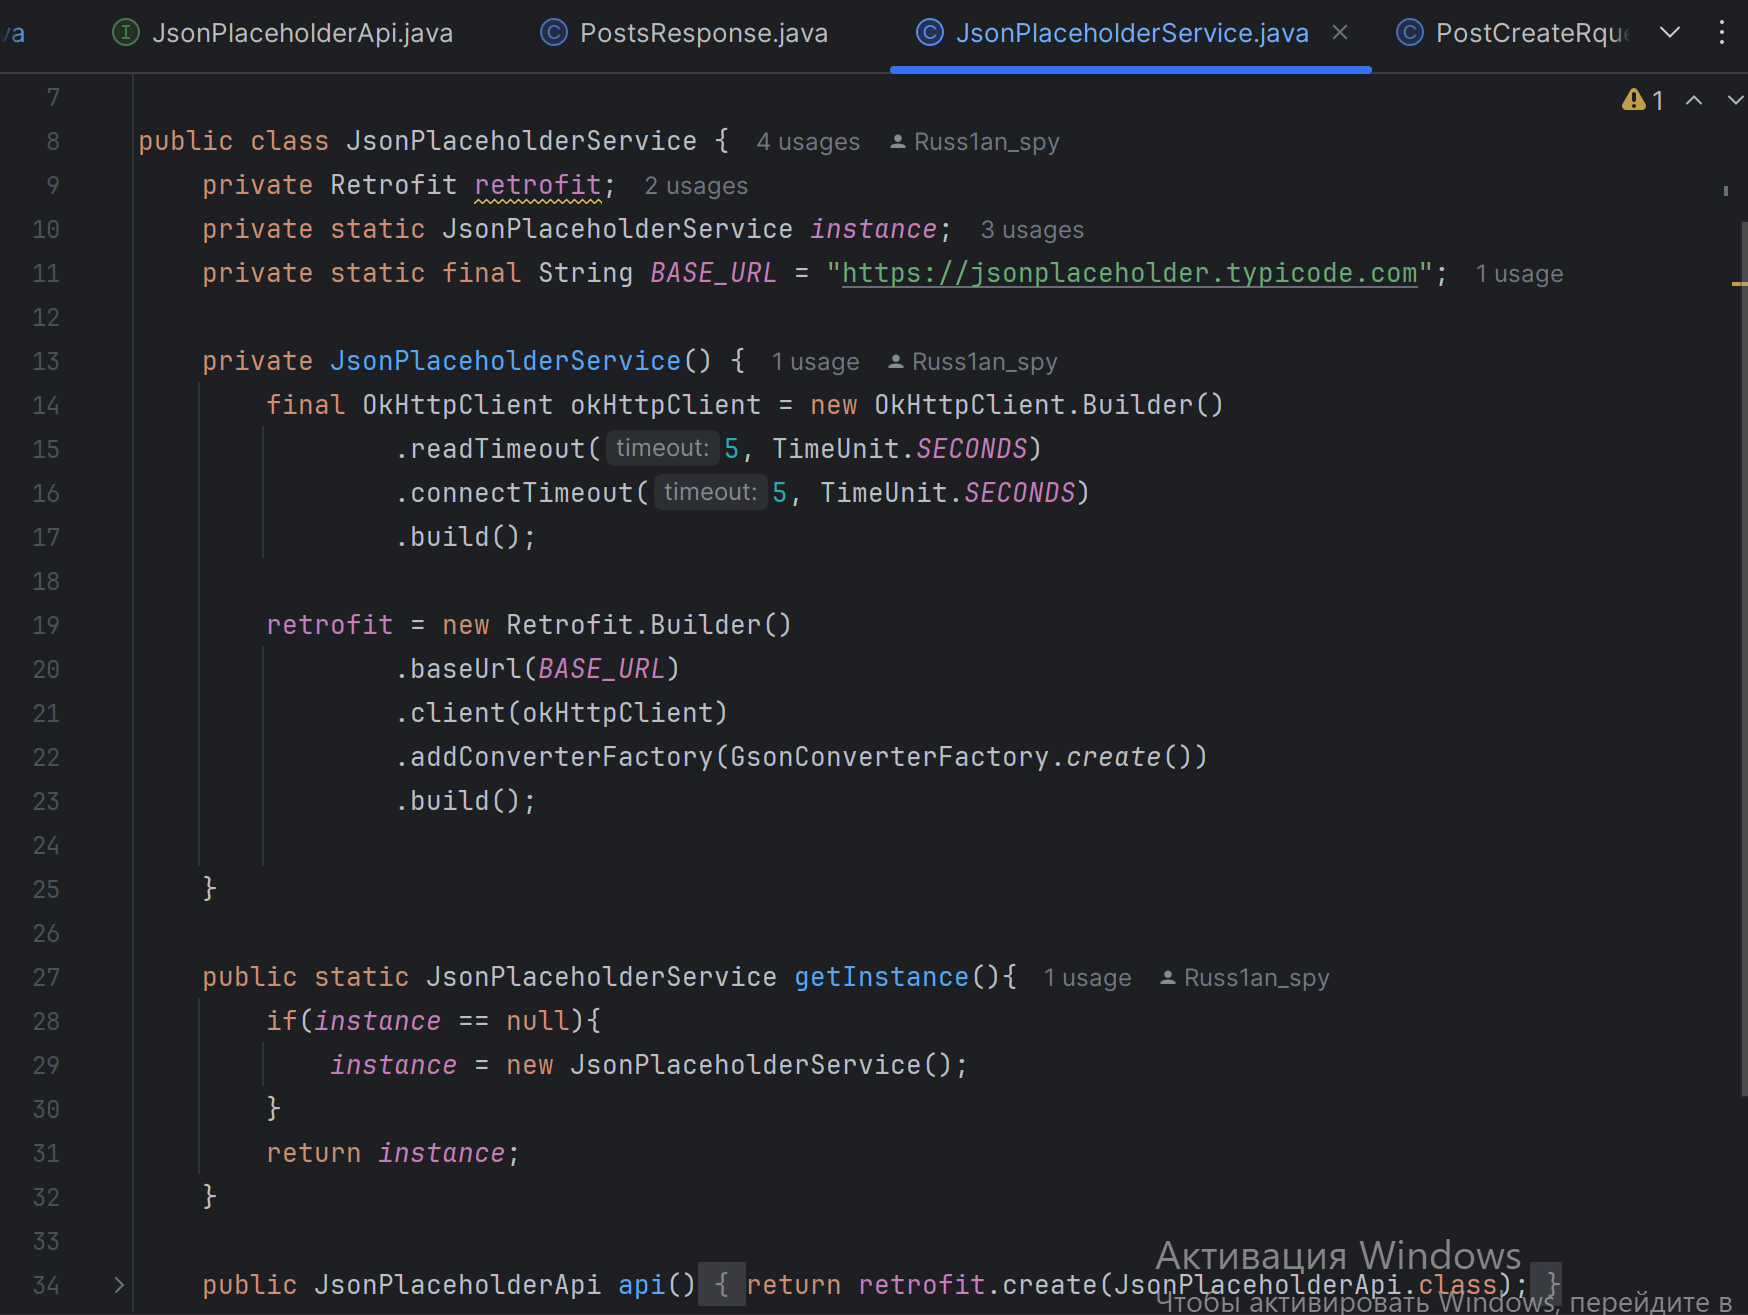 va JsonPlaceholderApi.java PostsResponse.java JsonPlaceholderService.java PostCreateRque
7 1
8 public class JsonPlaceholderService { 4 usages Russ1an_spy
9 private Retrofit retrofit; 2 usages
10 private static JsonPlaceholderService instance; 3 usages
11 private static final String BASE_URL = "https://jsonplaceholder.typicode.com"; 1 usage
12
13 private JsonPlaceholderService() { 1 usage Russ1an_spy
14 final OkHttpClient okHttpClient = new OkHttpClient.Builder()
15 .readTimeout( timeout: 5, TimeUnit.SECONDS)
16 .connectTimeout( timeout: 5, TimeUnit.SECONDS)
17 .build();
18
19 retrofit = new Retrofit.Builder()
20 .baseUrl(BASE_URL)
21 .client(okHttpClient)
22 .addConverterFactory(GsonConverterFactory.create())
23 .build();
24
25 }
26
27 public static JsonPlaceholderService getInstance(){ 1 usage Russ1an_spy
28 if(instance == null){
29 instance = new JsonPlaceholderService();
30 }
31 return instance;
32 }
33
34 public JsonPlaceholderApi api() { return retrofit.create(JsonPlaceholderApi.class); }
Активация Windows
Чтобы активировать Windows, перейдите в